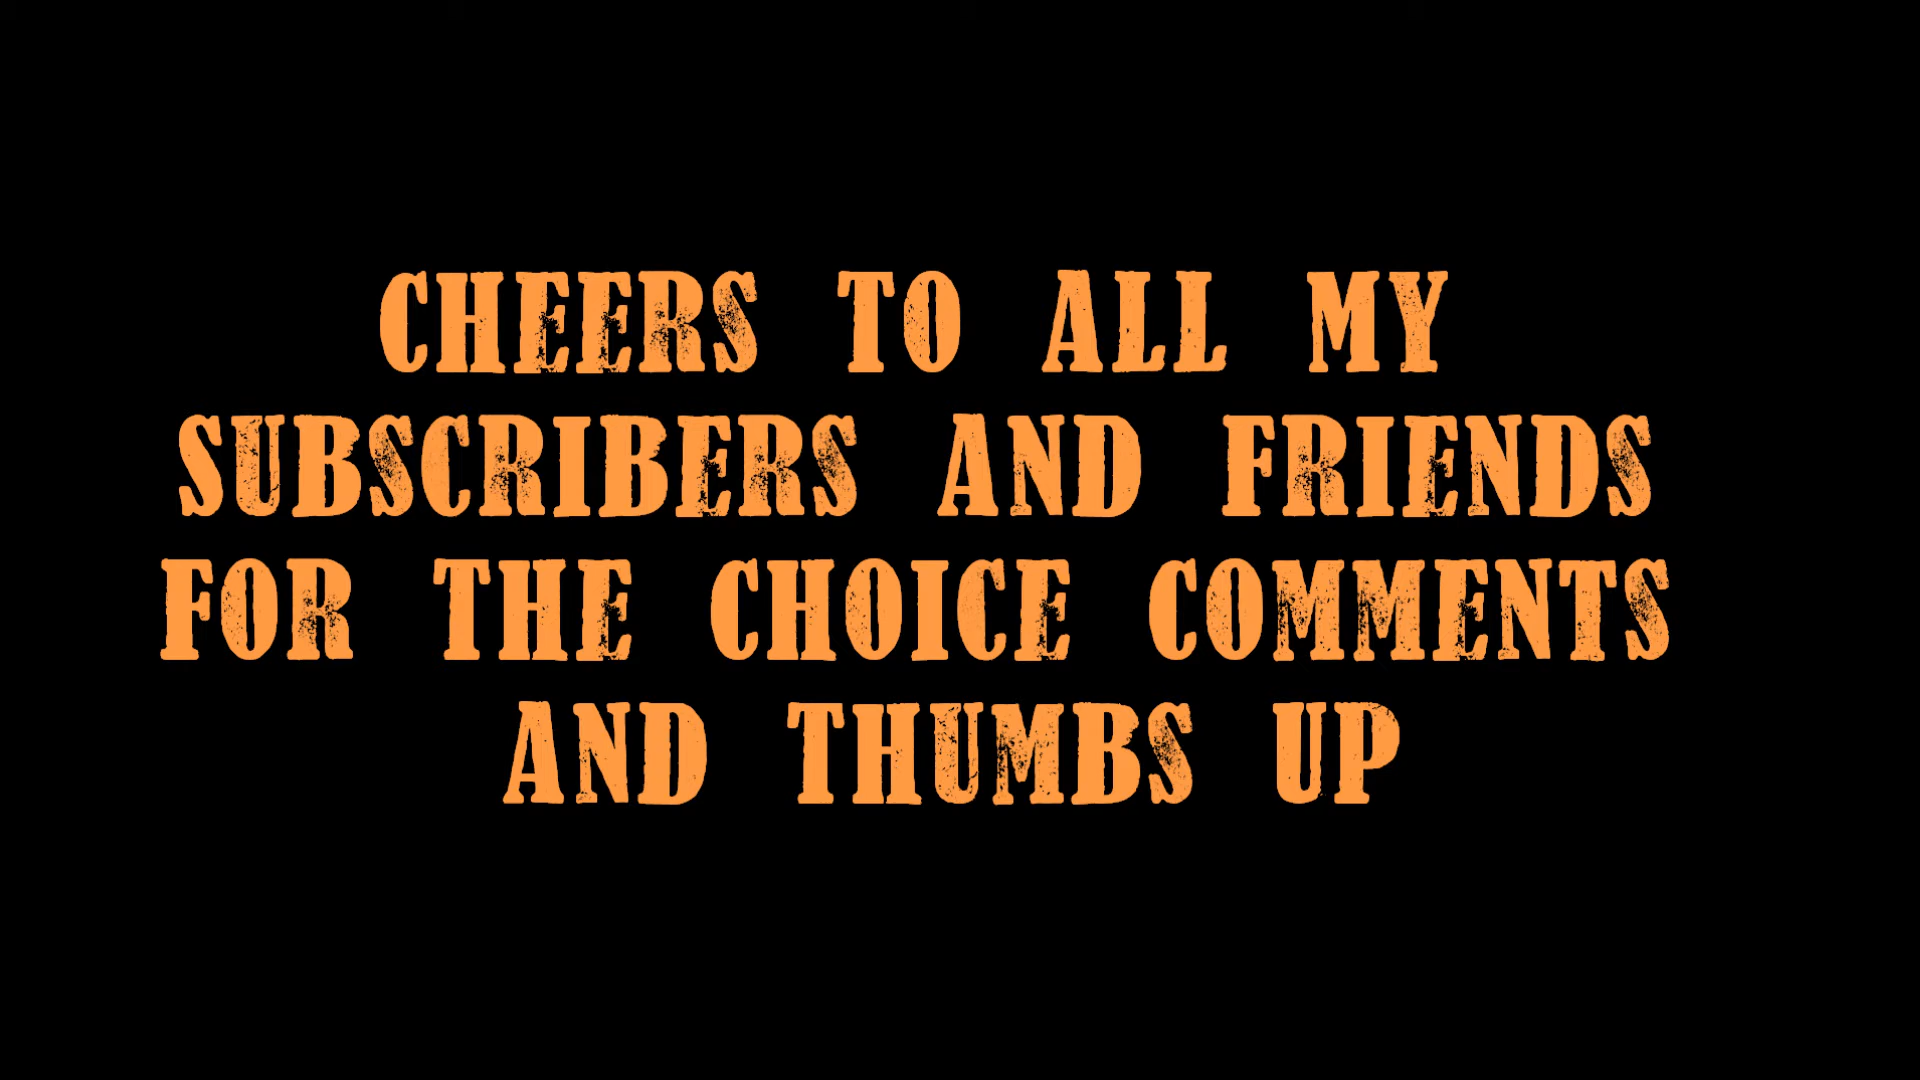 CHEERS TO ALL MY
SUBSCRIBERS AND FRIENDS
FOR THE CHOICE COMMENTS
AND THUMBS UP